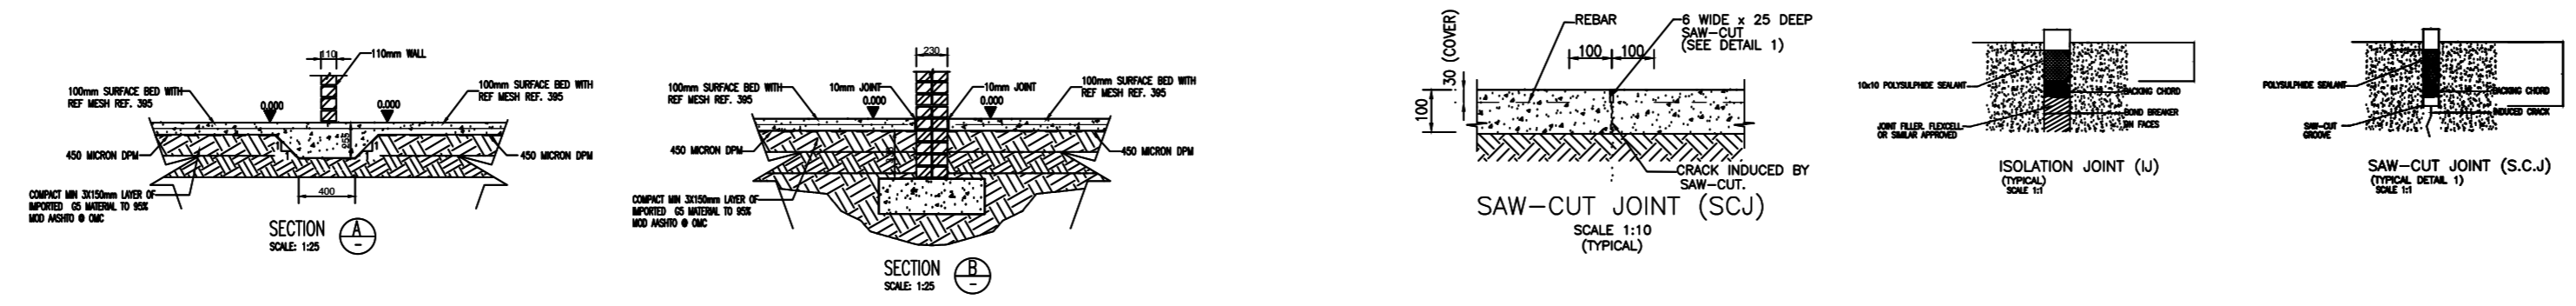 110
110mm WALL
100mm SURFACE BED WITH
REF MESH REF. 395
0.000
0.000
100mm SURFACE BED WITH
REF MESH REF. 395
255
450 MICRON DPM
450 MICRON DPM
COMPACT MIN 3X150mm LAYER OF
IMPORTED G5 MATERIAL TO 95%
MOD AASHTO @ OMC
400
SECTION A
SCALE: 1:25
230
100mm SURFACE BED WITH
REF MESH REF. 395
10mm JOINT
0.000
10mm JOINT
0.000
100mm SURFACE BED WITH
REF MESH REF. 395
450 MICRON DPM
450 MICRON DPM
COMPACT MIN 3X150mm LAYER OF
IMPORTED G5 MATERIAL TO 95%
MOD AASHTO @ OMC
SECTION B
SCALE: 1:25
30 (COVER)
REBAR
6 WIDE x 25 DEEP
SAW-CUT
(SEE DETAIL 1)
100
100
100
CRACK INDUCED BY
SAW-CUT.
SAW-CUT JOINT (SCJ)
SCALE 1:10
(TYPICAL)
10x10 POLYSULPHIDE SEALANT
BACKING CHORD
BOND BREAKER
ON FACES
JOINT FILLER, FLEXCELL
OR SIMILAR APPROVED
ISOLATION JOINT (IJ)
(TYPICAL)
SCALE 1:1
POLYSULPHIDE SEALANT
BACKING CHORD
INDUCED CRACK
SAW-CUT
GROOVE
SAW-CUT JOINT (S.C.J)
(TYPICAL DETAIL 1)
SCALE 1:1